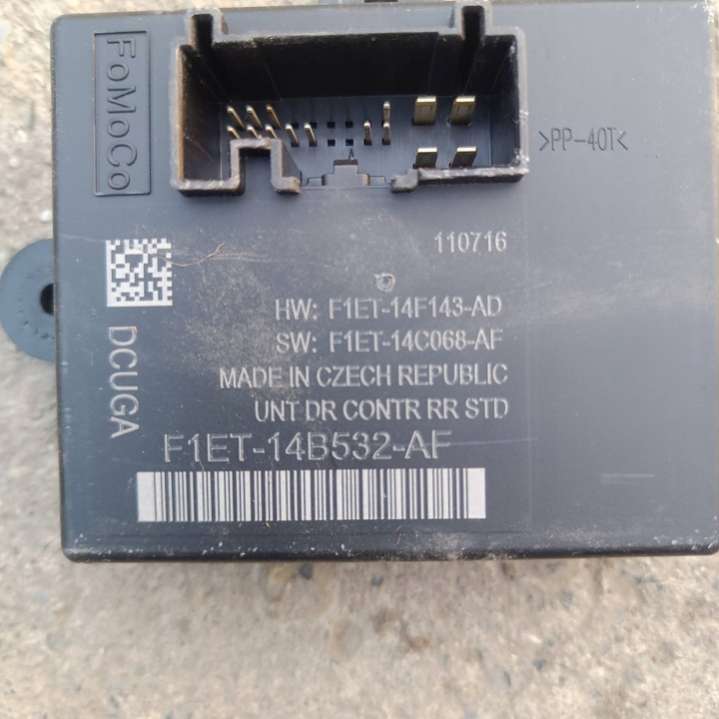 FoMoCo
>PP-40T<
110716
HW: F1ET-14F143-AD
SW: F1ET-14C068-AF
MADE IN CZECH REPUBLIC
UNT DR CONTR RR STD
DCUGA
F1ET-14B532-AF